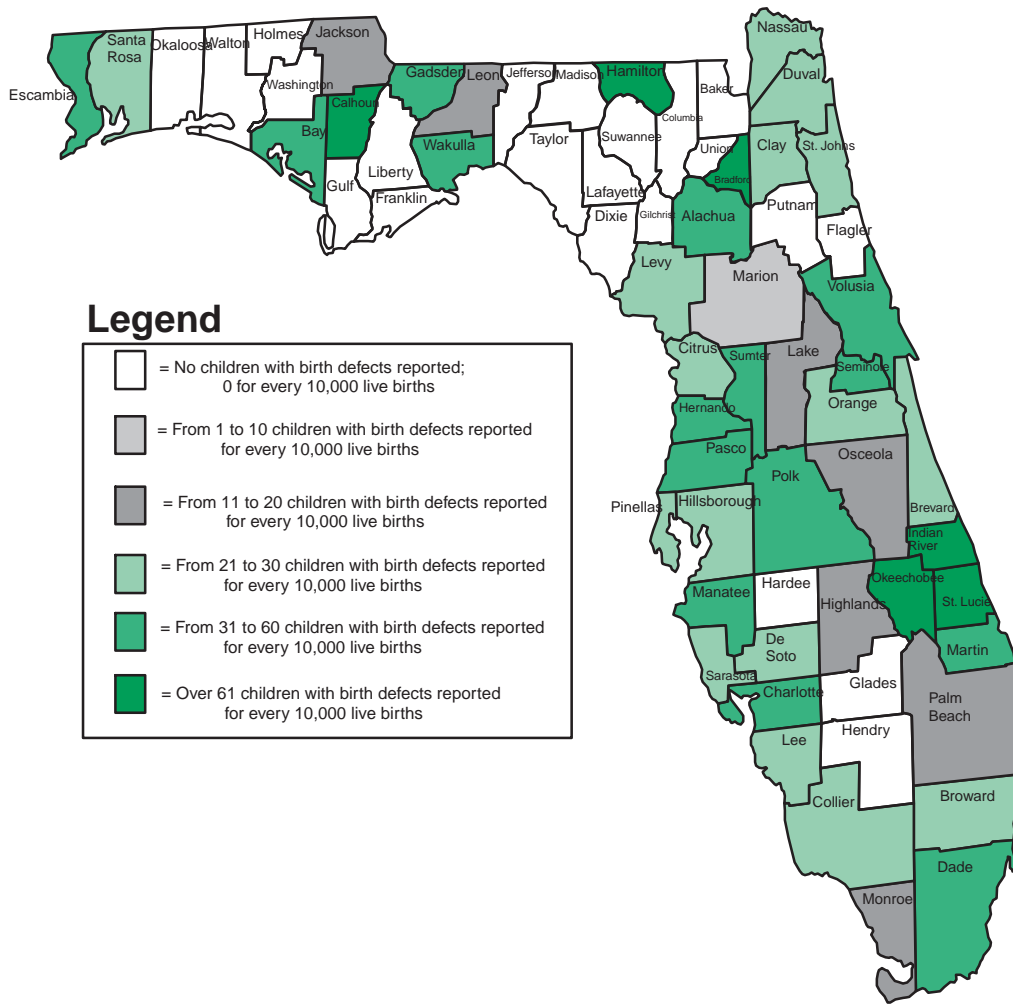 Escambia
Santa
Rosa
Okaloosa
Walton
Holmes
Jackson
Washington
Bay
Calhoun
Gulf
Liberty
Franklin
Gadsden
Leon
Wakulla
Jefferso
Madison
Taylor
Hamilton
Suwannee
Lafayette
Dixie
Columbia
Gilchrist
Baker
Union
Bradford
Alachua
Nassau
Duval
Clay
St. Johns
Putnam
Flagler
Levy
Marion
Volusia
Citrus
Sumter
Lake
Seminole
Hernando
Orange
Pasco
Osceola
Polk
Pinellas
Hillsborough
Brevard
Indian
River
Manatee
Hardee
Highlands
Okeechobee
St. Lucie
Martin
Sarasota
De
Soto
Charlotte
Glades
Palm
Beach
Lee
Hendry
Collier
Broward
Dade
Monroe
Legend
= No children with birth defects reported;
0 for every 10,000 live births
= From 1 to 10 children with birth defects reported
for every 10,000 live births
= From 11 to 20 children with birth defects reported
for every 10,000 live births
= From 21 to 30 children with birth defects reported
for every 10,000 live births
= From 31 to 60 children with birth defects reported
for every 10,000 live births
= Over 61 children with birth defects reported
for every 10,000 live births